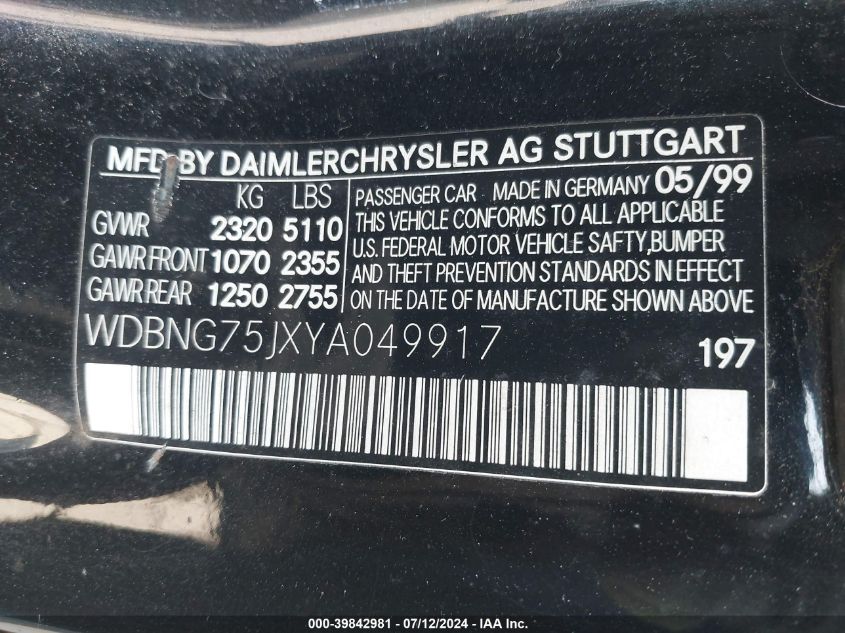 MFD. BY DAIMLERCHRYSLER AG STUTTGART
KG LBS
GVWR 2320 5110
GAWR FRONT 1070 2355
GAWR REAR 1250 2755
PASSENGER CAR MADE IN GERMANY 05/99
THIS VEHICLE CONFORMS TO ALL APPLICABLE
U.S. FEDERAL MOTOR VEHICLE SAFTY,BUMPER
AND THEFT PREVENTION STANDARDS IN EFFECT
ON THE DATE OF MANUFACTURE SHOWN ABOVE
WDBNG75JXYA049917
197
000-39842981 / 07/12/2024 - IAA Inc.